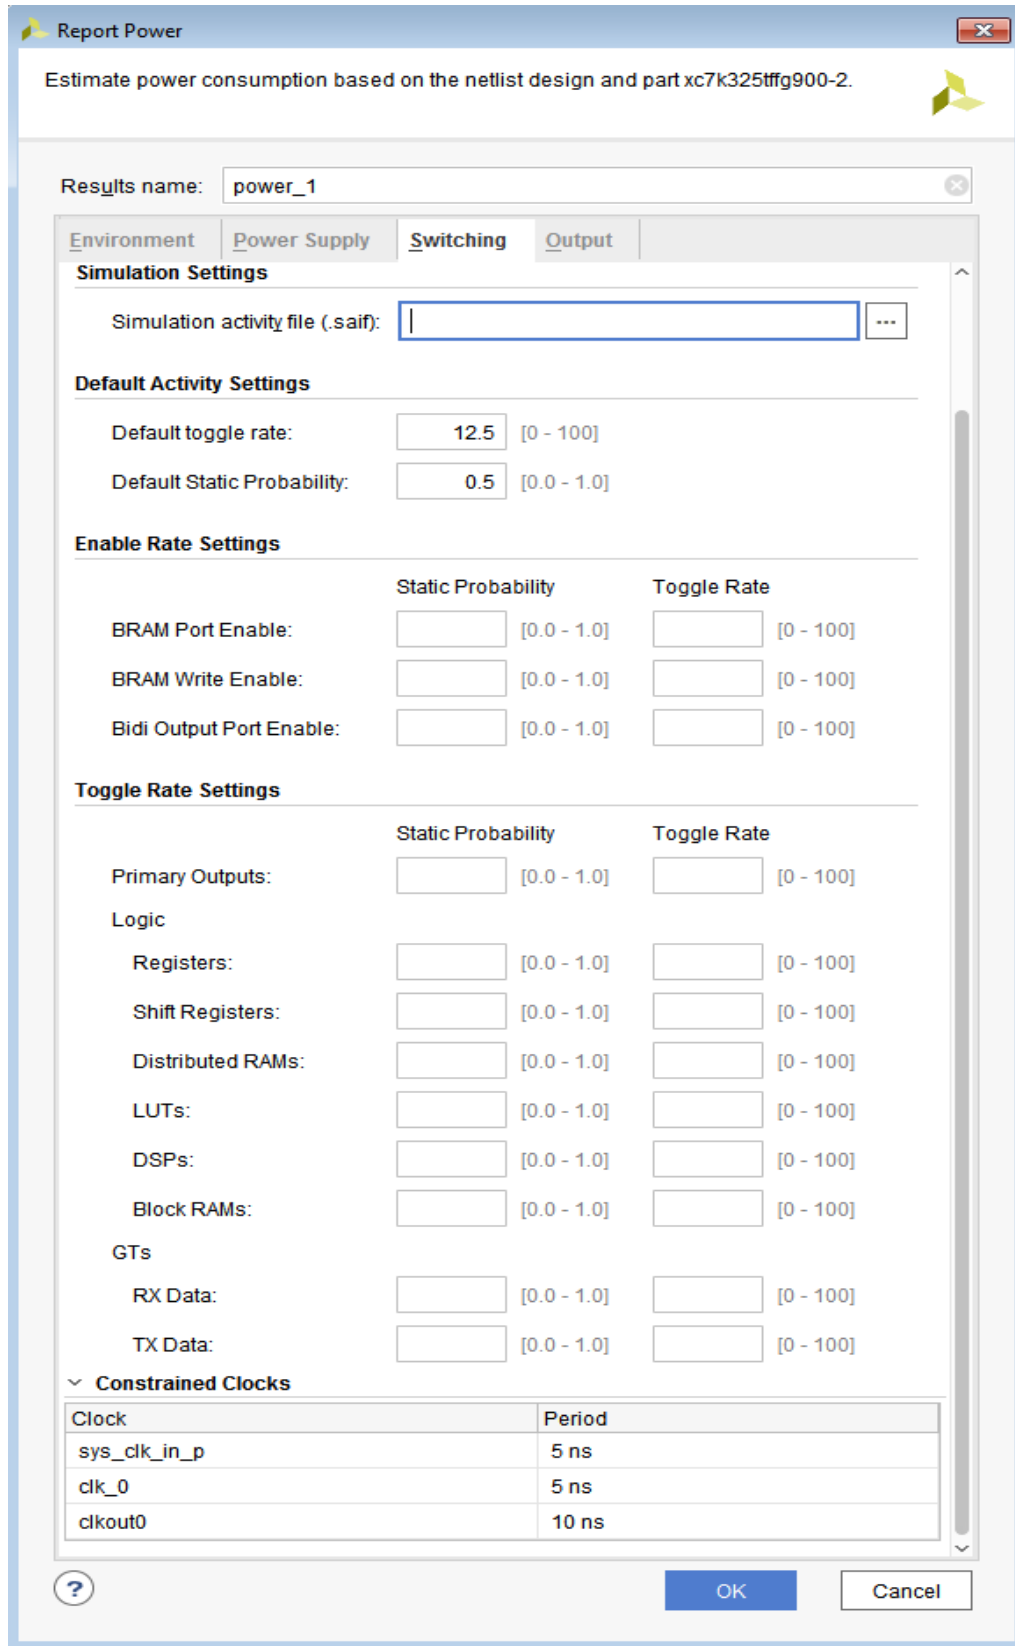 Report Power
Estimate power consumption based on the netlist design and part xc7k325tffg900-2.
Results name: power_1
Environment Power Supply Switching Output
Simulation Settings
Simulation activity file (.saif): ...
Default Activity Settings
Default toggle rate: 12.5 [0 - 100]
Default Static Probability: 0.5 [0.0 - 1.0]
Enable Rate Settings
Static Probability Toggle Rate
BRAM Port Enable: [0.0 - 1.0] [0 - 100]
BRAM Write Enable: [0.0 - 1.0] [0 - 100]
Bidi Output Port Enable: [0.0 - 1.0] [0 - 100]
Toggle Rate Settings
Static Probability Toggle Rate
Primary Outputs: [0.0 - 1.0] [0 - 100]
Logic
Registers: [0.0 - 1.0] [0 - 100]
Shift Registers: [0.0 - 1.0] [0 - 100]
Distributed RAMs: [0.0 - 1.0] [0 - 100]
LUTs: [0.0 - 1.0] [0 - 100]
DSPs: [0.0 - 1.0] [0 - 100]
Block RAMs: [0.0 - 1.0] [0 - 100]
GTs
RX Data: [0.0 - 1.0] [0 - 100]
TX Data: [0.0 - 1.0] [0 - 100]
Constrained Clocks
Clock Period
sys_clk_in_p 5 ns
clk_0 5 ns
clkout0 10 ns
? OK Cancel